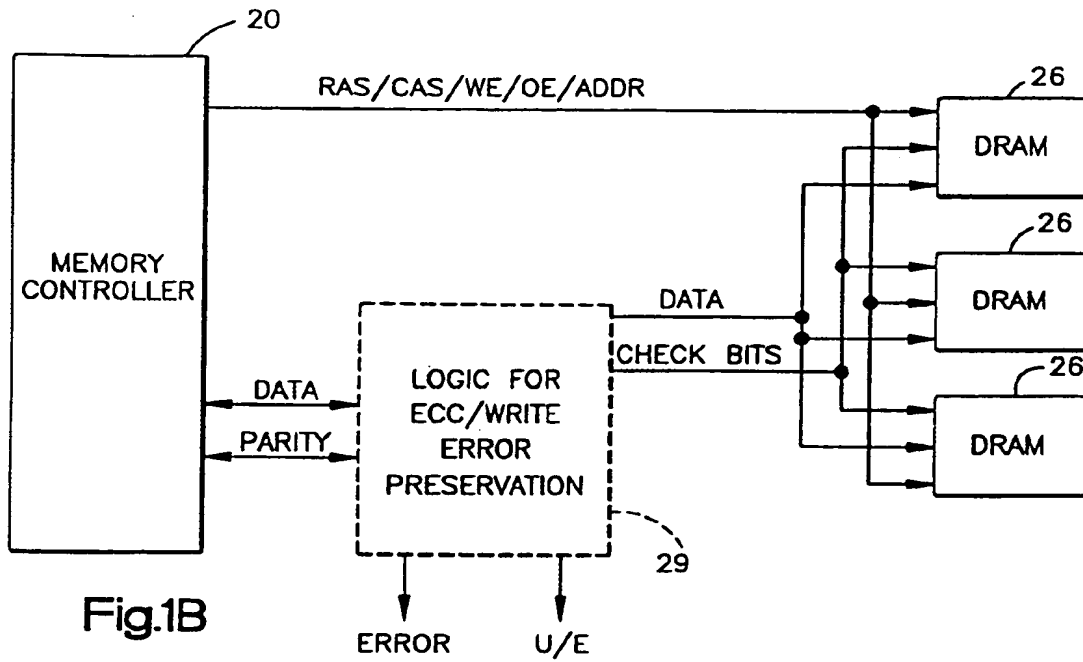 20
RAS/CAS/WE/OE/ADDR
26
DRAM
MEMORY
CONTROLLER
26
DRAM
DATA
CHECK BITS
26
DRAM
DATA
PARITY
LOGIC FOR
ECC/WRITE
ERROR
PRESERVATION
29
Fig.1B
ERROR
U/E